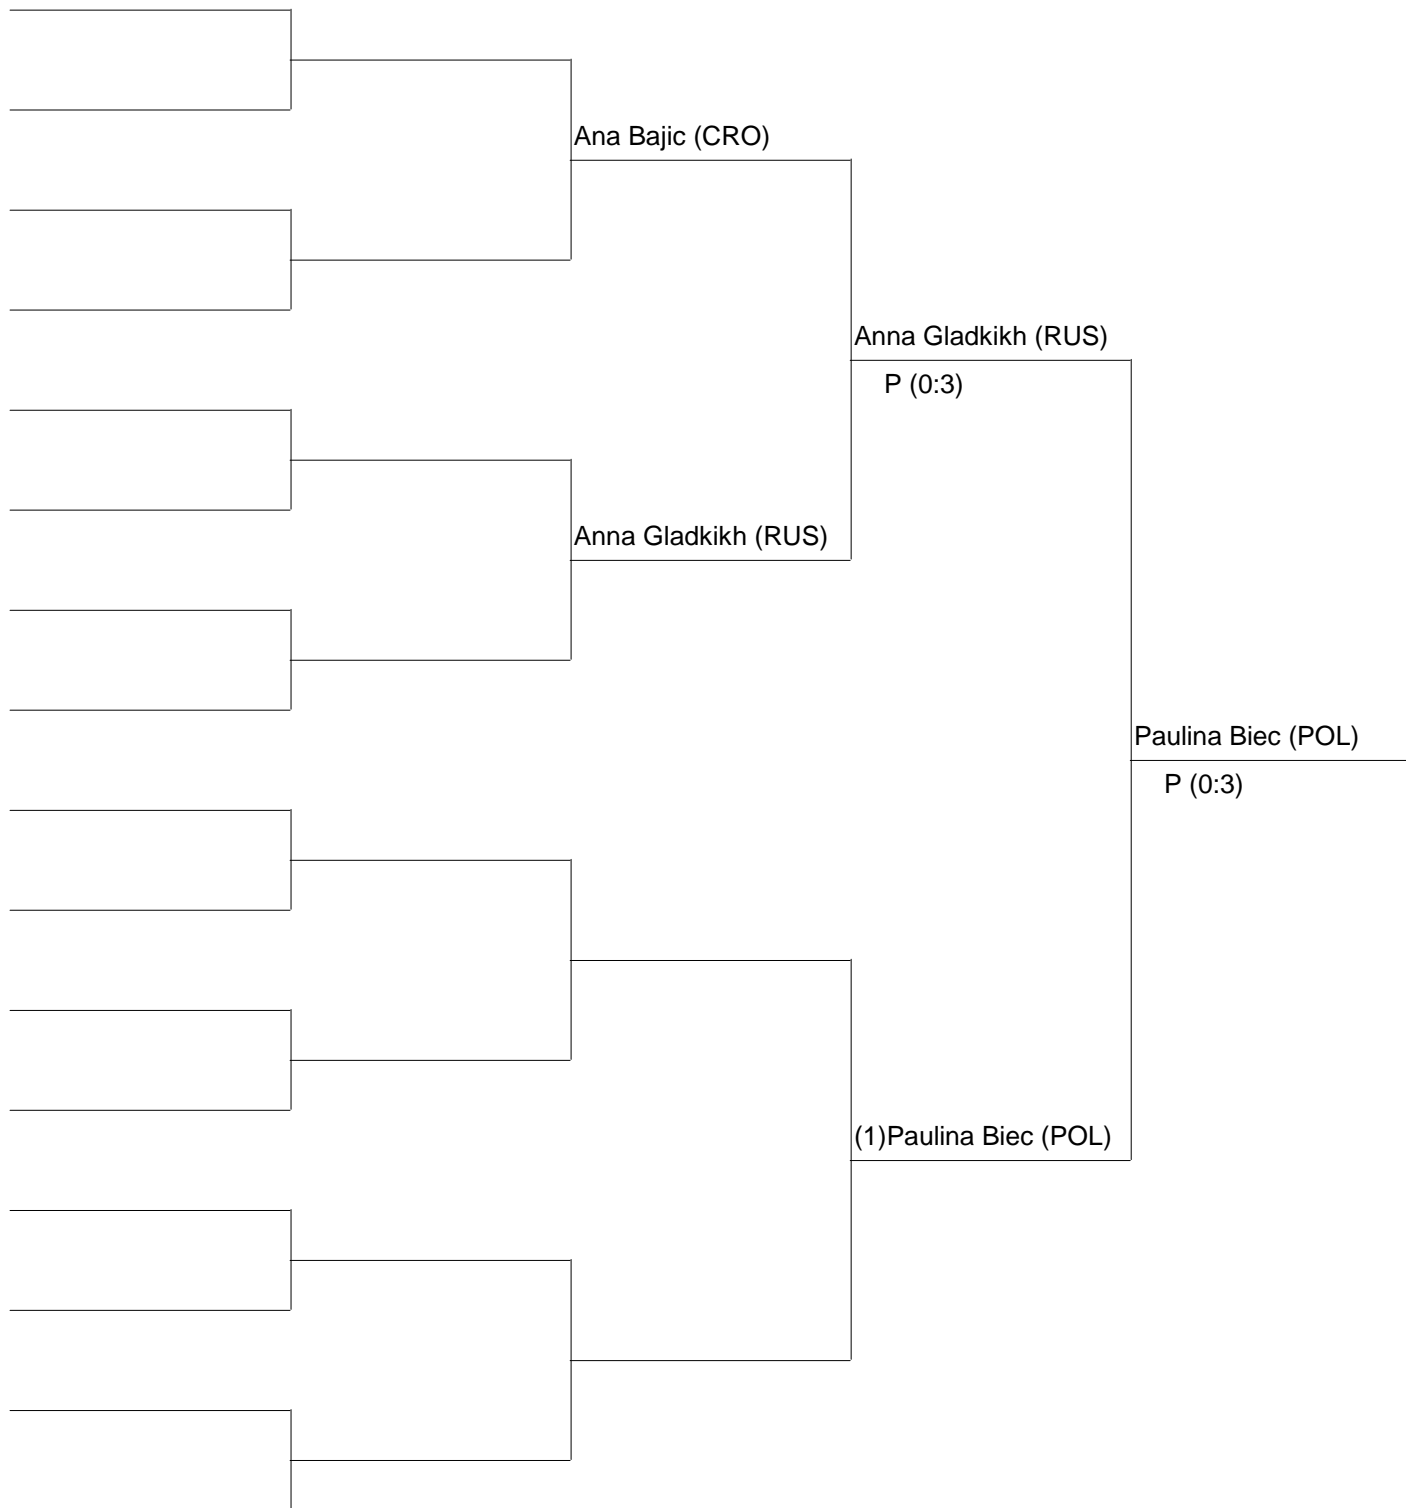 Ana Bajic (CRO)
Anna Gladkikh (RUS)
P (0:3)
Anna Gladkikh (RUS)
Paulina Biec (POL)
P (0:3)
(1)Paulina Biec (POL)